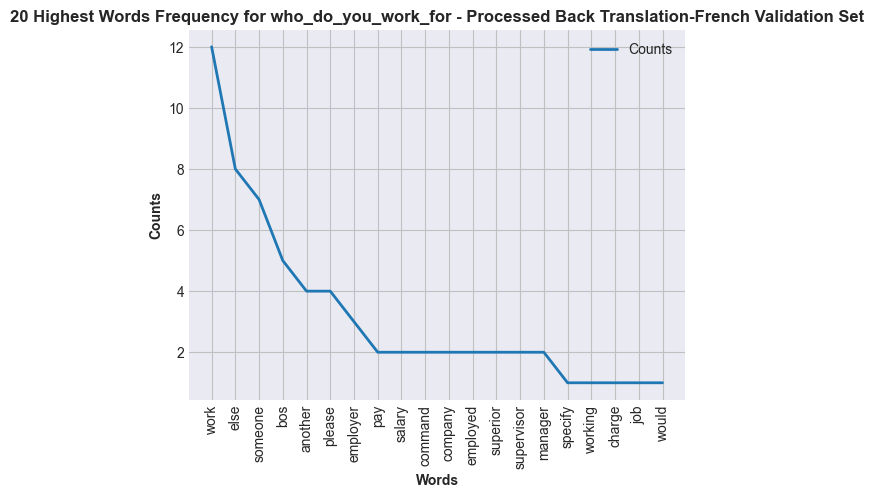 20 Highest Words Frequency for who_do_you_work_for - Processed Back Translation-French Validation Set
Counts
12
10
8
6
4
2
Counts
work
else
someone
bos
another
please
employer
pay
salary
command
company
employed
superior
supervisor
manager
specify
working
charge
job
would
Words